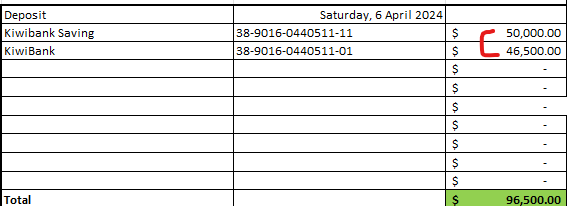 Deposit Saturday, 6 April 2024
Kiwibank Saving 38-9016-0440511-11 $ 50,000.00
KiwiBank 38-9016-0440511-01 $ 46,500.00
$ -
$ -
$ -
$ -
$ -
$ -
$ -
Total $ 96,500.00